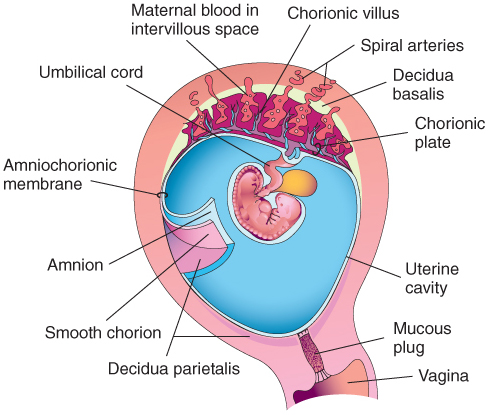 Maternal blood in
intervillous space
Chorionic villus
Spiral arteries
Umbilical cord
Decidua
basalis
Chorionic
plate
Amniochorionic
membrane
Amnion
Uterine
cavity
Smooth chorion
Mucous
plug
Decidua parietalis
Vagina